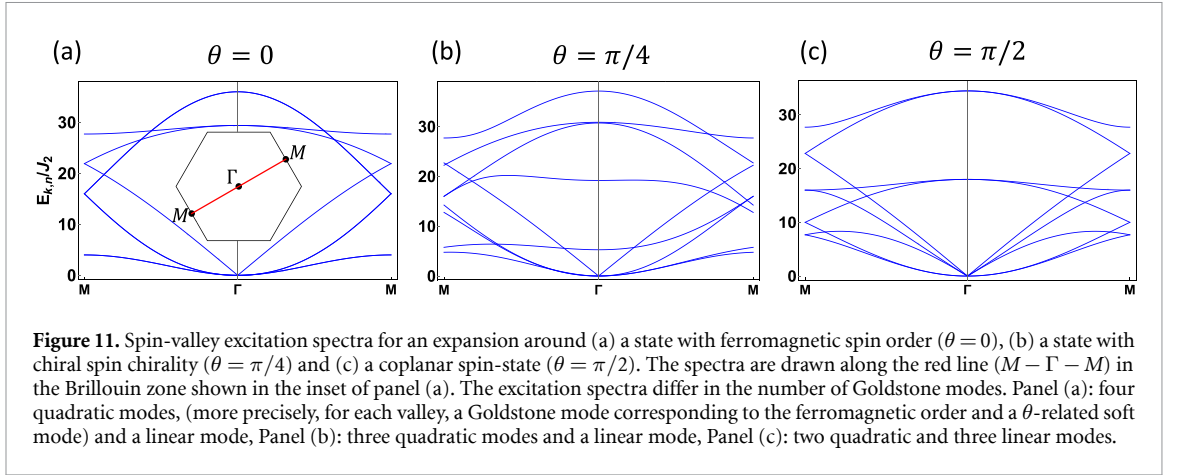 (a) θ = 0 (b) θ = π/4 (c) θ = π/2
E_{k,n}/J_2
30
20
10
0
M Γ M
M
Γ
M
30
20
10
0
M Γ M
30
20
10
0
M Γ M
Figure 11. Spin-valley excitation spectra for an expansion around (a) a state with ferromagnetic spin order (θ = 0), (b) a state with
chiral spin chirality (θ = π/4) and (c) a coplanar spin-state (θ = π/2). The spectra are drawn along the red line (M − Γ − M) in
the Brillouin zone shown in the inset of panel (a). The excitation spectra differ in the number of Goldstone modes. Panel (a): four
quadratic modes, (more precisely, for each valley, a Goldstone mode corresponding to the ferromagnetic order and a θ-related soft
mode) and a linear mode, Panel (b): three quadratic modes and a linear mode, Panel (c): two quadratic and three linear modes.